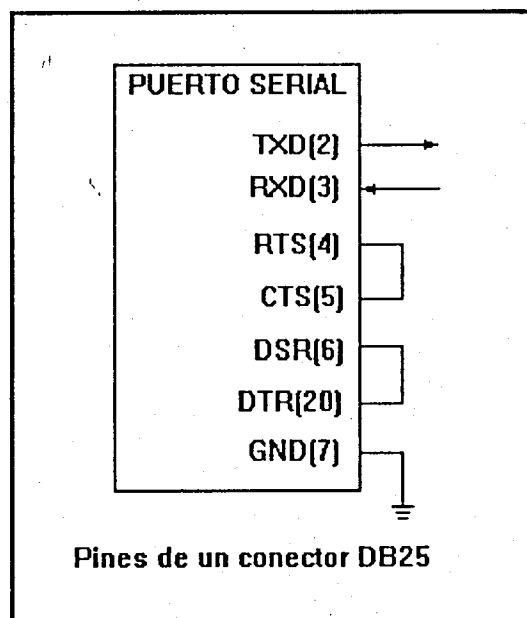 PUERTO SERIAL
TXD(2)
RXD(3)
RTS(4)
CTS(5)
DSR(6)
DTR(20)
GND(7)
Pines de un conector DB25